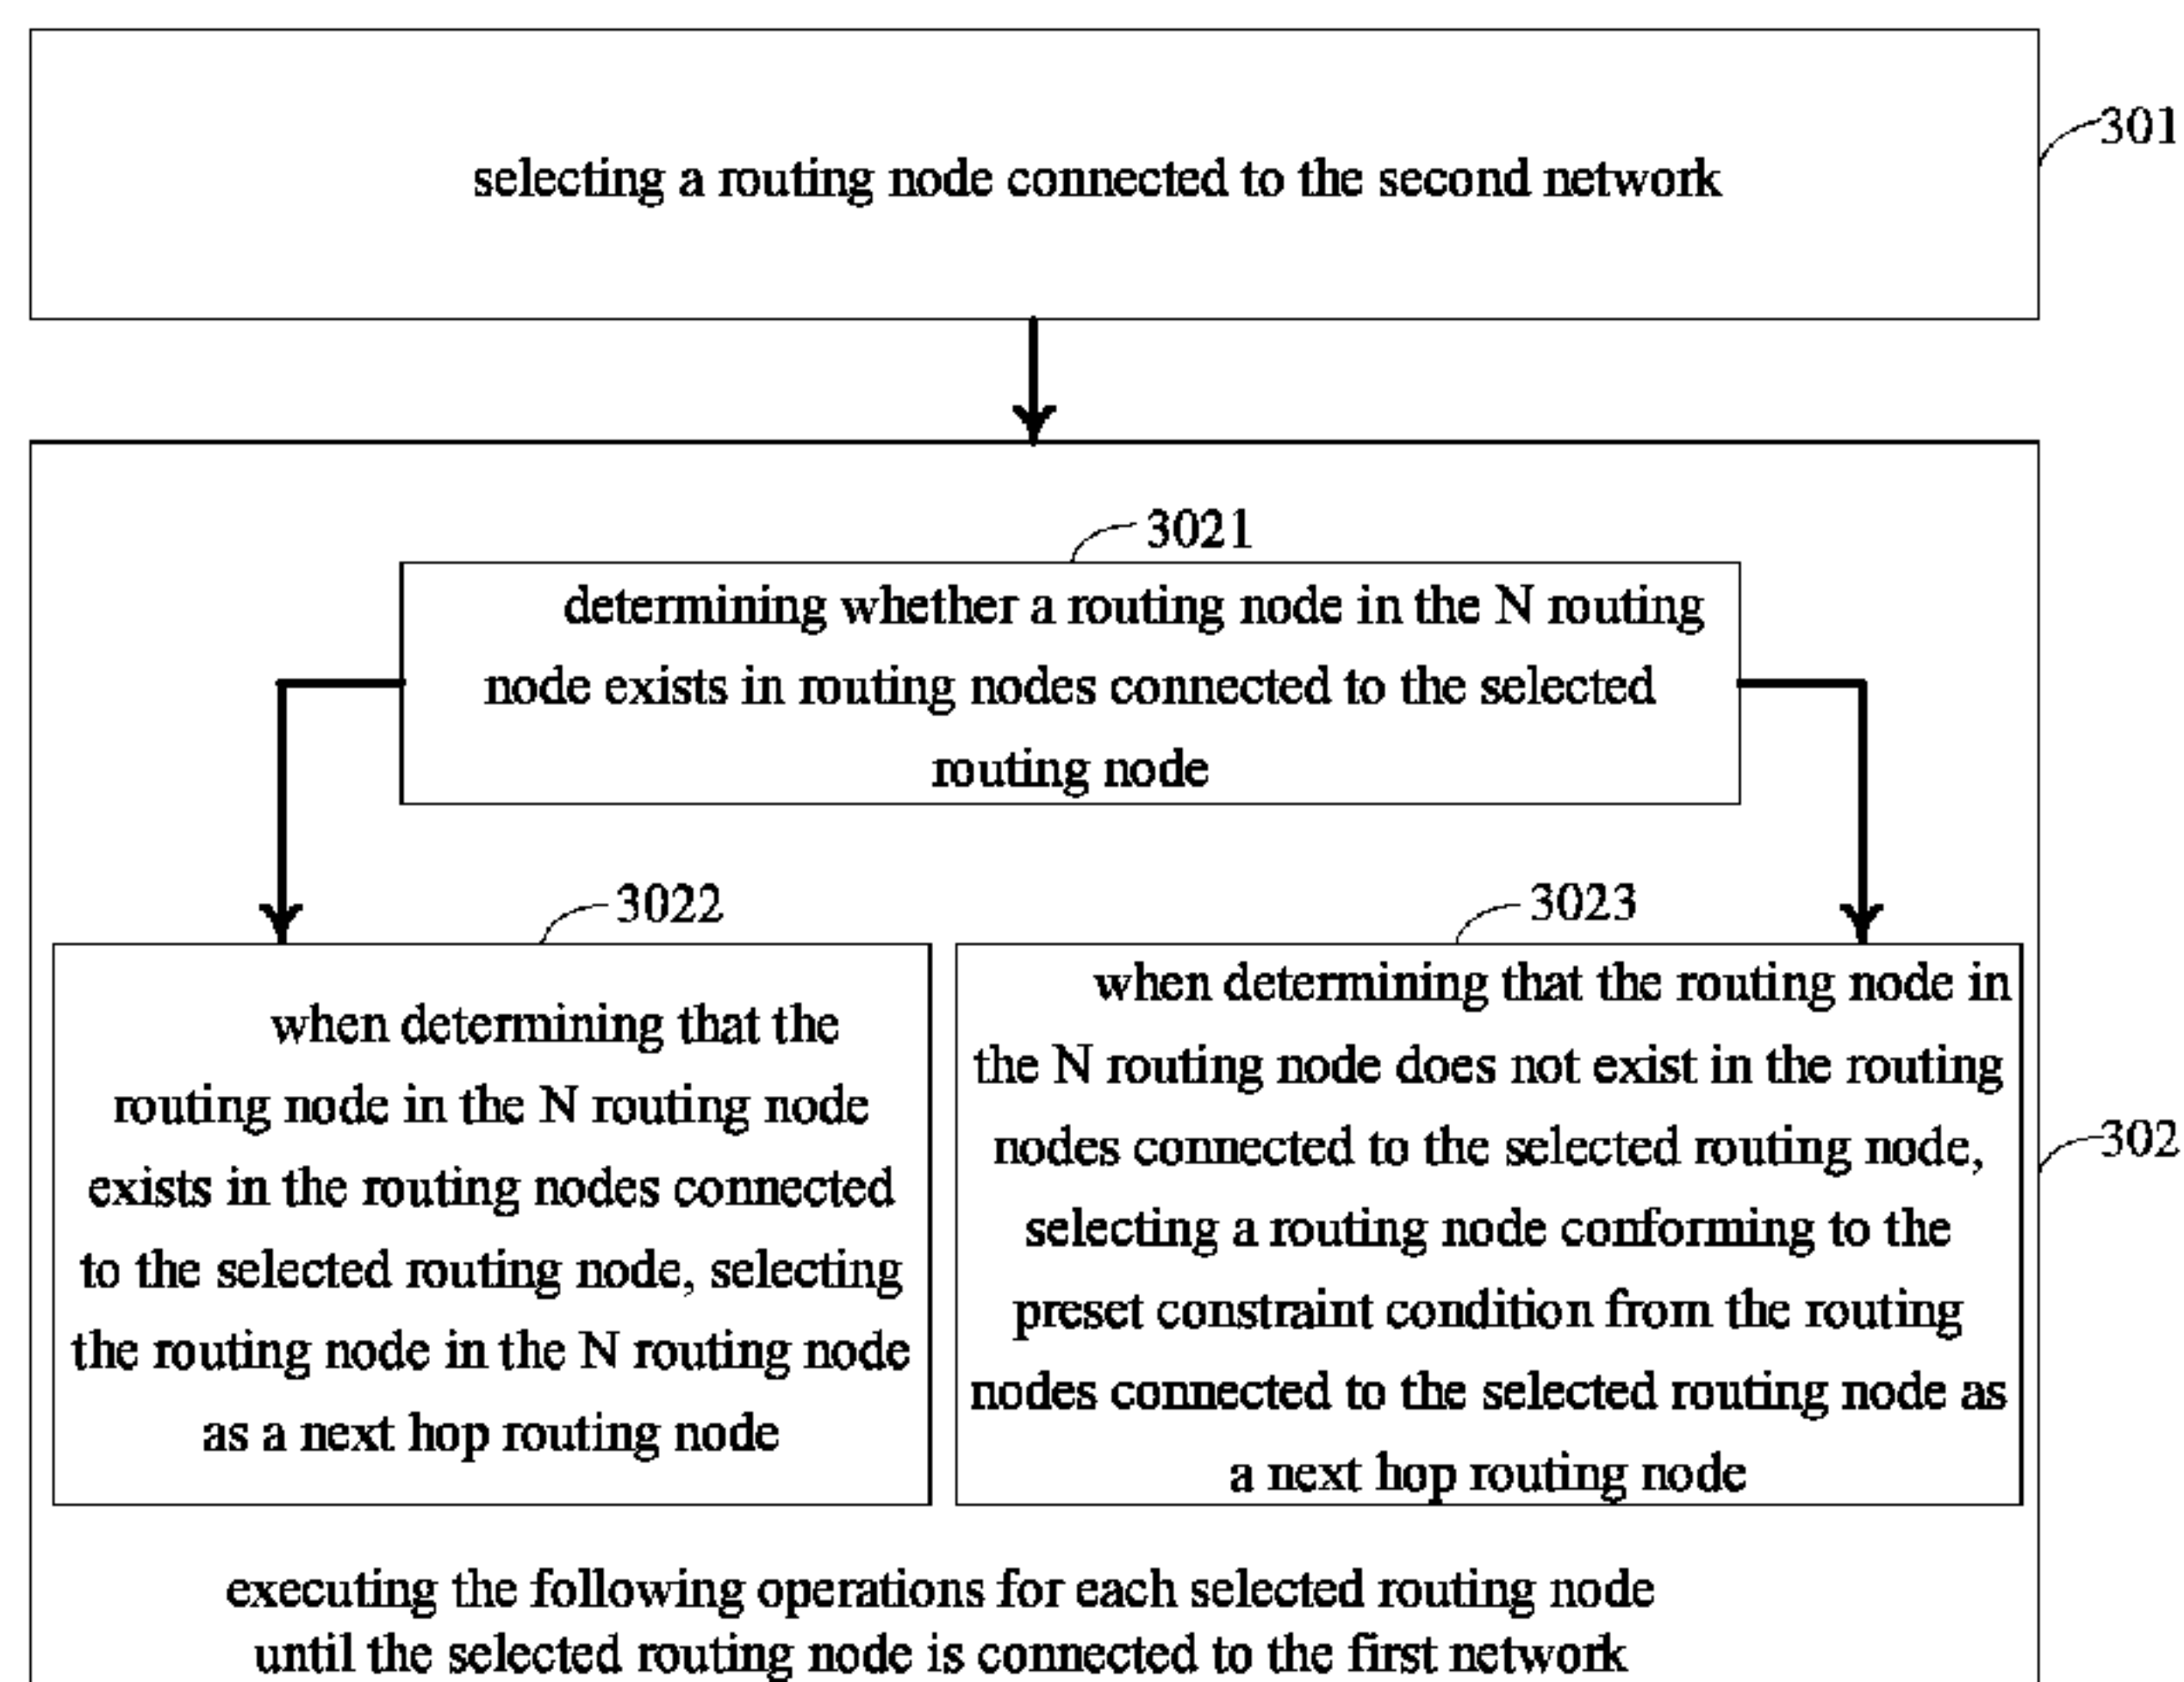 selecting a routing node connected to the second network
301
3021
determining whether a routing node in the N routing
node exists in routing nodes connected to the selected
routing node
3022
when determining that the
routing node in the N routing node
exists in the routing nodes connected
to the selected routing node, selecting
the routing node in the N routing node
as a next hop routing node
3023
when determining that the routing node in
the N routing node does not exist in the routing
nodes connected to the selected routing node,
selecting a routing node conforming to the
preset constraint condition from the routing
nodes connected to the selected routing node as
a next hop routing node
302
executing the following operations for each selected routing node
until the selected routing node is connected to the first network